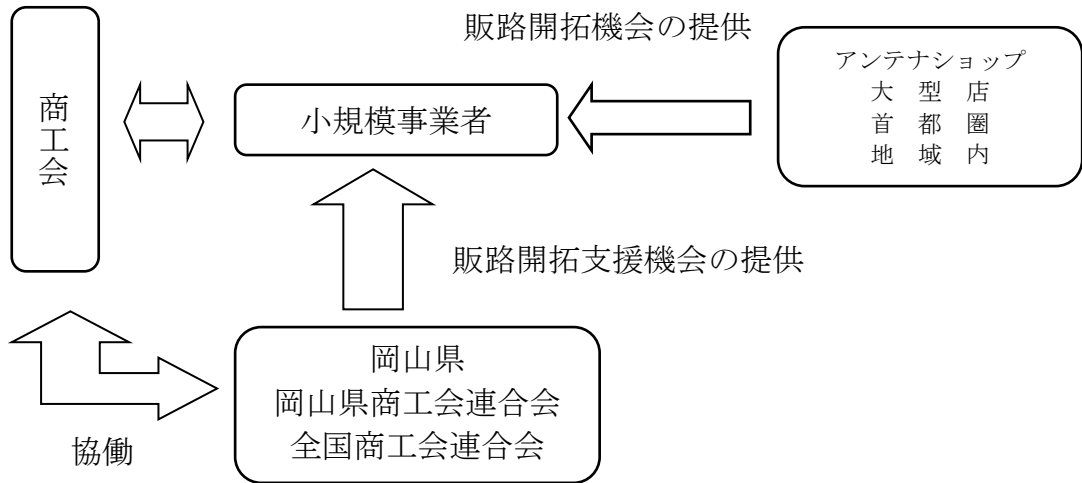 販路開拓機会の提供
アンテナショップ
大 型 店
首 都 圏
地 域 内
商工会
小規模事業者
販路開拓支援機会の提供
岡山県
岡山県商工会連合会
全国商工会連合会
協働